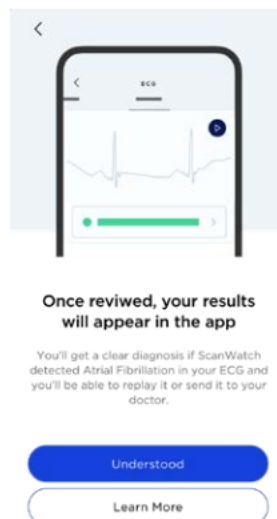 ECG
Once reviwed, your results
will appear in the app
You'll get a clear diagnosis if ScanWatch
detected Atrial Fibrillation in your ECG and
you'll be able to replay it or send it to your
doctor.
Understood
Learn More